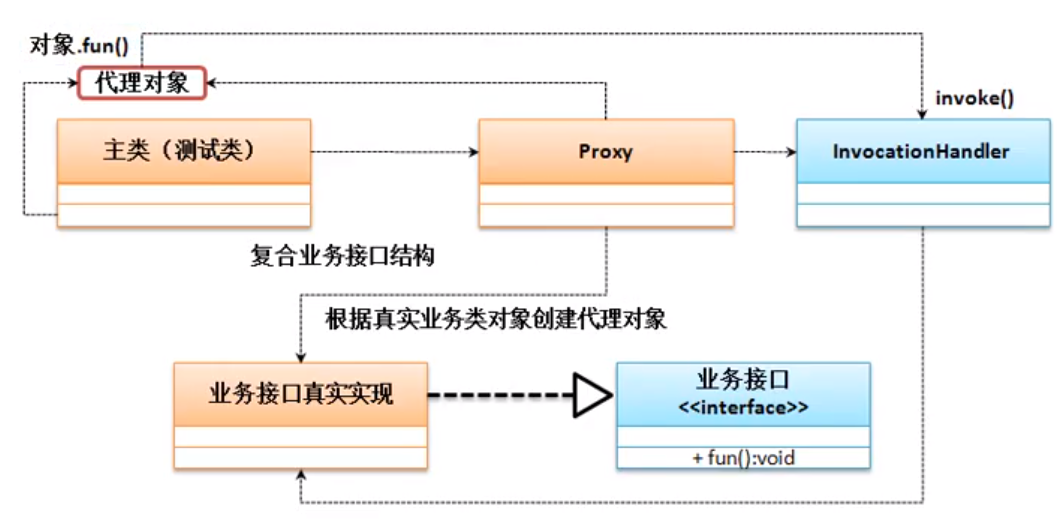 对象.fun()
代理对象
invoke()
主类（测试类）
Proxy
InvocationHandler
复合业务接口结构
根据真实业务类对象创建代理对象
业务接口真实实现
业务接口
<<interface>>
+ fun():void